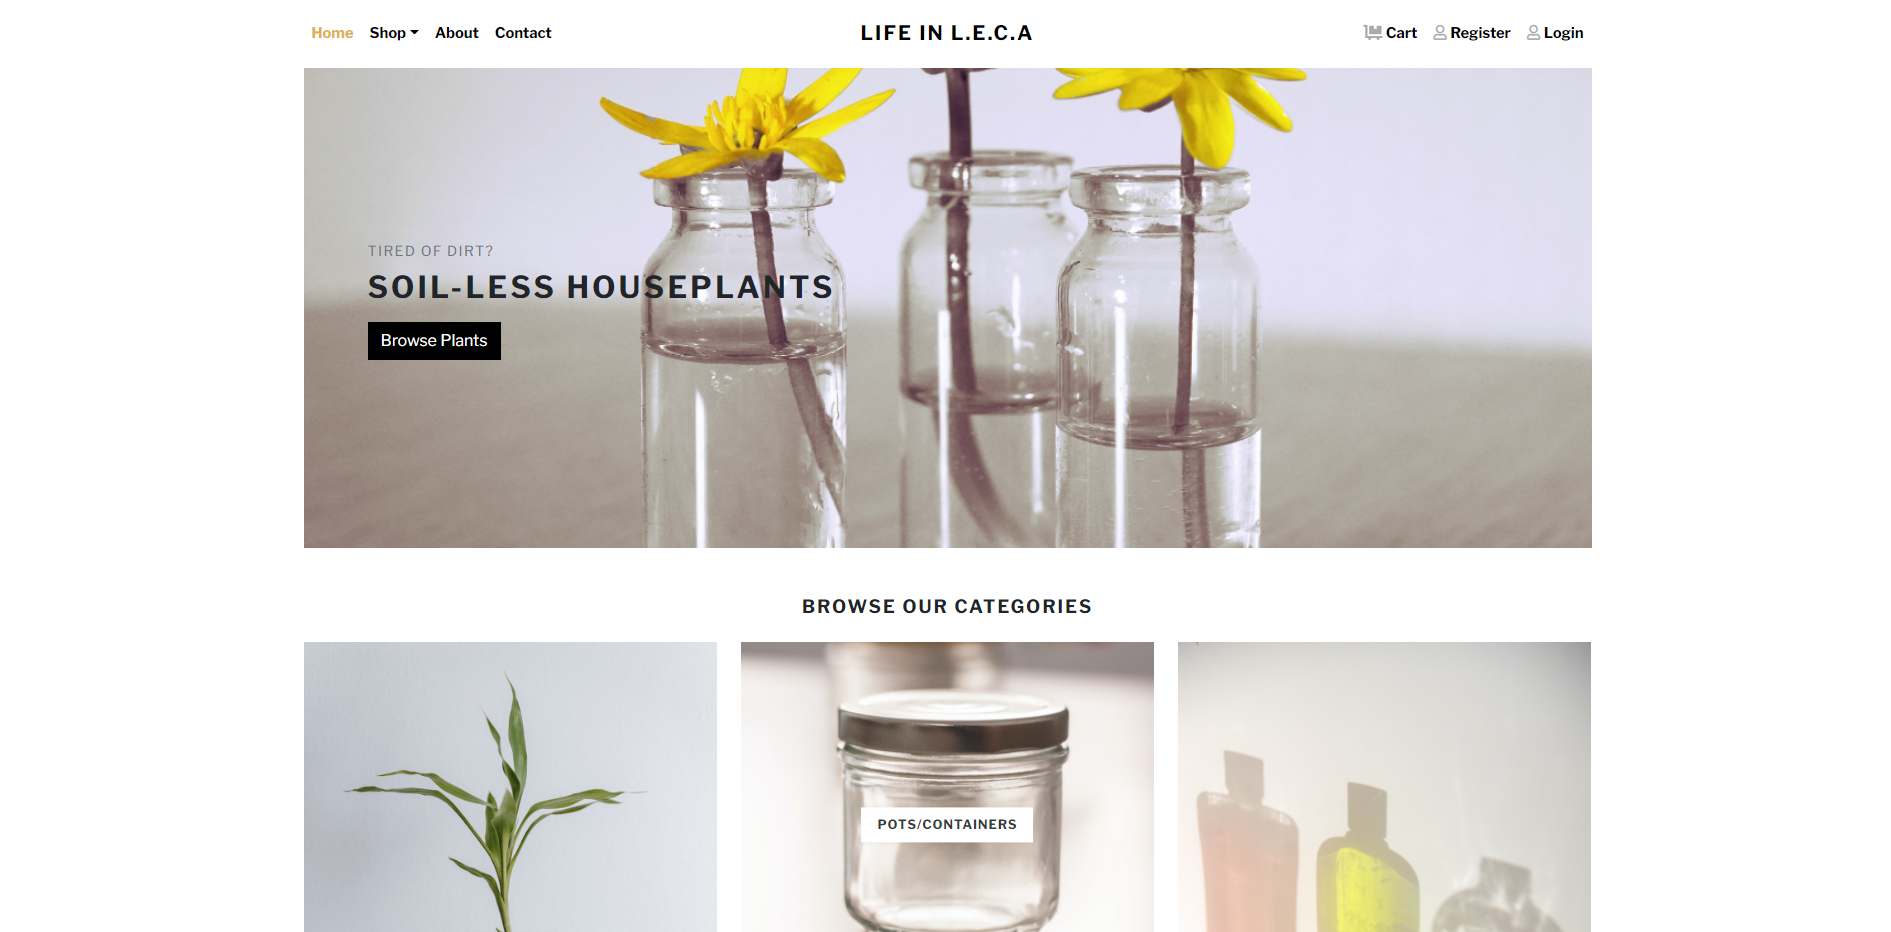 Home Shop About Contact LIFE IN L.E.C.A Cart Register Login
TIRED OF DIRT?
SOIL-LESS HOUSEPLANTS
Browse Plants
BROWSE OUR CATEGORIES
POTS/CONTAINERS